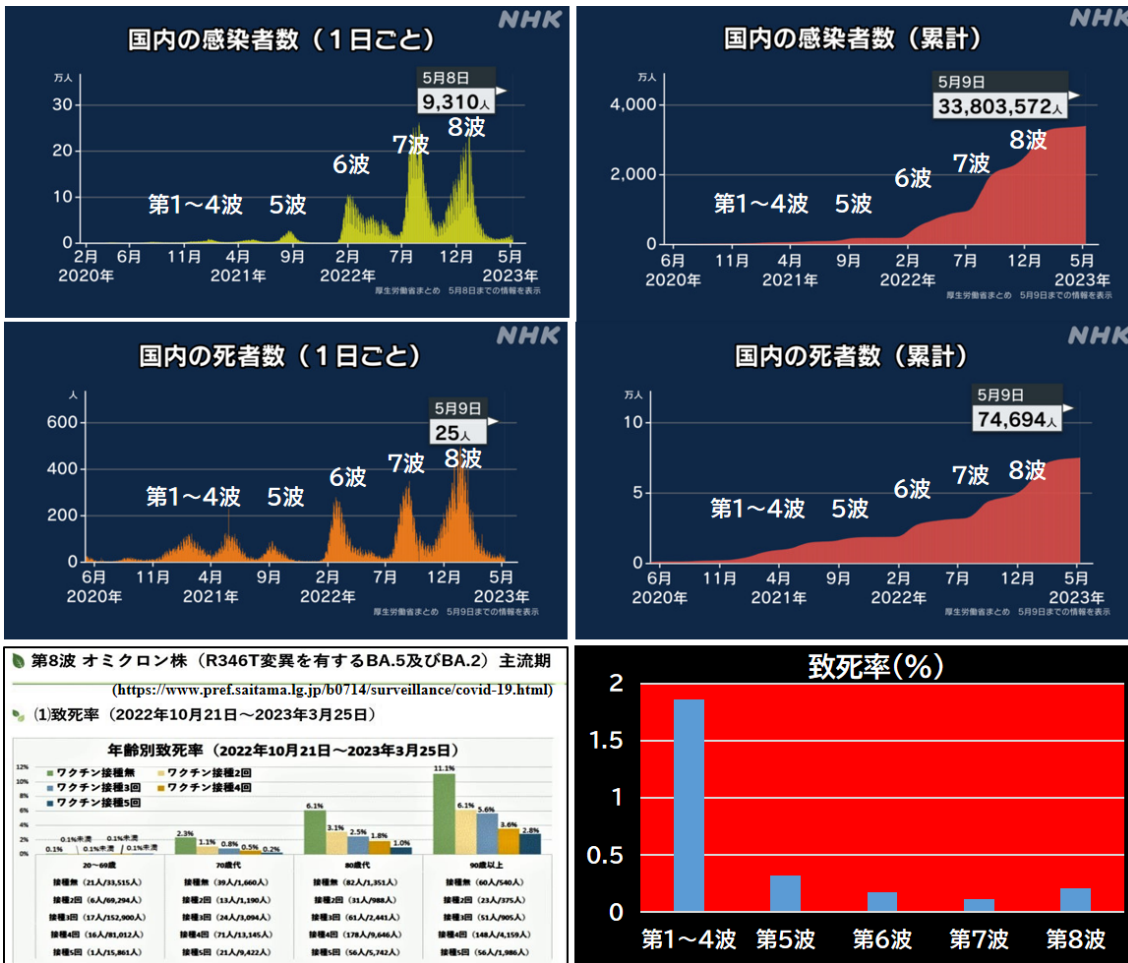 NHK
国内の感染者数（１日ごと）
万人
5月8日
9,310人
30
20
10
0
第1～4波
5波
6波
7波
8波
2月
6月
11月
4月
9月
2月
7月
12月
5月
2020年
2021年
2022年
2023年
厚生労働省まとめ 5月8日までの情報を表示
NHK
国内の感染者数（累計）
万人
5月9日
33,803,572人
4,000
2,000
0
第1～4波
5波
6波
7波
8波
6月
11月
4月
9月
2月
7月
12月
5月
2020年
2021年
2022年
2023年
厚生労働省まとめ 5月9日までの情報を表示
NHK
国内の死者数（１日ごと）
人
5月9日
25人
600
400
200
0
第1～4波
5波
6波
7波
8波
6月
11月
4月
9月
2月
7月
12月
5月
2020年
2021年
2022年
2023年
厚生労働省まとめ 5月9日までの情報を表示
NHK
国内の死者数（累計）
万人
5月9日
74,694人
10
5
0
第1～4波
5波
6波
7波
8波
6月
11月
4月
9月
2月
7月
12月
5月
2020年
2021年
2022年
2023年
厚生労働省まとめ 5月9日までの情報を表示
第8波 オミクロン株（R346T変異を有するBA.5及びBA.2）主流期
(https://www.pref.saitama.lg.jp/b0714/surveillance/covid-19.html)
(1)致死率（2022年10月21日～2023年3月25日）
年齢別致死率（2022年10月21日～2023年3月25日）
12%
10%
8%
6%
4%
2%
0%
ワクチン接種無
ワクチン接種2回
ワクチン接種3回
ワクチン接種4回
ワクチン接種5回
0.1%
0.1%未満
0.1%未満
0.1%未満
0.1%未満
2.3%
1.1%
0.8%
0.5%
0.2%
6.1%
3.1%
2.5%
1.8%
1.0%
11.1%
6.1%
5.6%
3.6%
2.8%
20～69歳
70歳代
80歳代
90歳以上
接種無（21人/33,515人）
接種無（39人/1,660人）
接種無（82人/1,351人）
接種無（60人/540人）
接種2回（6人/69,294人）
接種2回（13人/1,190人）
接種2回（31人/988人）
接種2回（23人/375人）
接種3回（17人/152,900人）
接種3回（24人/3,094人）
接種3回（61人/2,441人）
接種3回（51人/905人）
接種4回（16人/81,012人）
接種4回（71人/13,145人）
接種4回（178人/9,646人）
接種4回（148人/4,159人）
接種5回（1人/15,861人）
接種5回（21人/9,422人）
接種5回（56人/5,742人）
接種5回（56人/1,986人）
致死率(%)
2
1.5
1
0.5
0
第1～4波
第5波
第6波
第7波
第8波